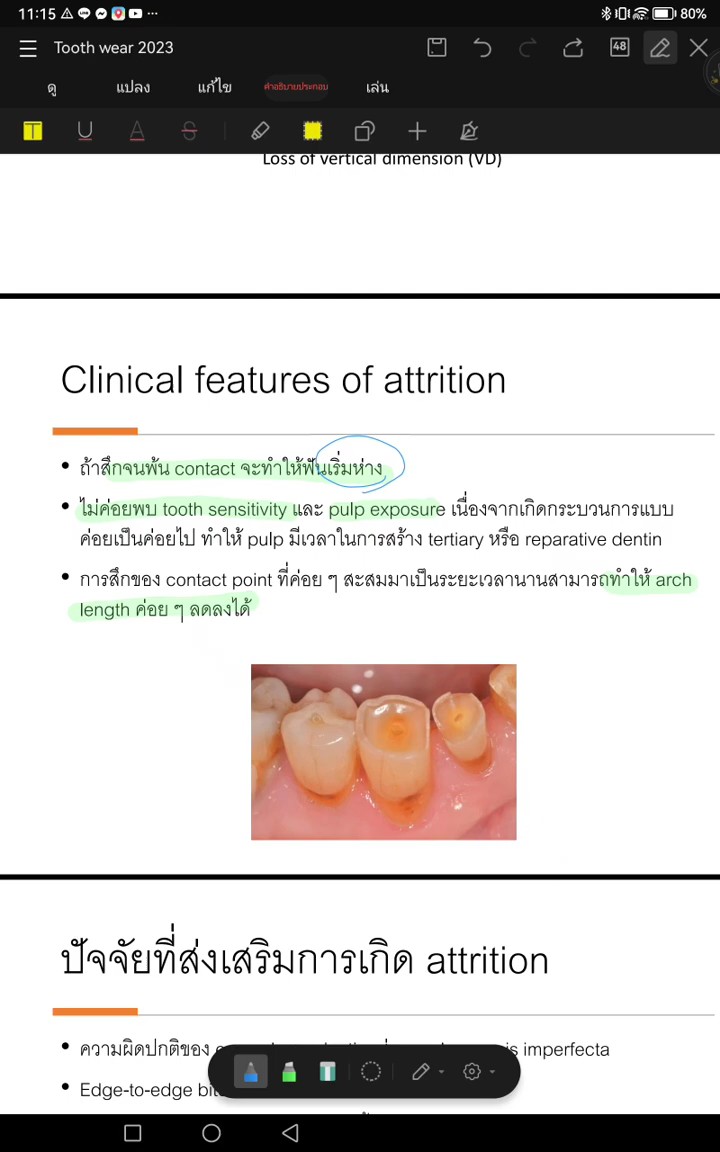 11:15
80%
Tooth wear 2023
48
ดู แปลง แก้ไข คำอธิบายประกอบ เล่น
T U A S
Loss of vertical dimension (VD)
Clinical features of attrition
• ถ้าสึกจนพ้น contact จะทำให้ฟันเริ่มห่าง
• ไม่ค่อยพบ tooth sensitivity และ pulp exposure เนื่องจากเกิดกระบวนการแบบ
ค่อยเป็นค่อยไป ทำให้ pulp มีเวลาในการสร้าง tertiary หรือ reparative dentin
• การสึกของ contact point ที่ค่อย ๆ สะสมมาเป็นระยะเวลานานสามารถทำให้ arch
length ค่อย ๆ ลดลงได้
ปัจจัยที่ส่งเสริมการเกิด attrition
• ความผิดปกติของ imperfecta
• Edge-to-edge